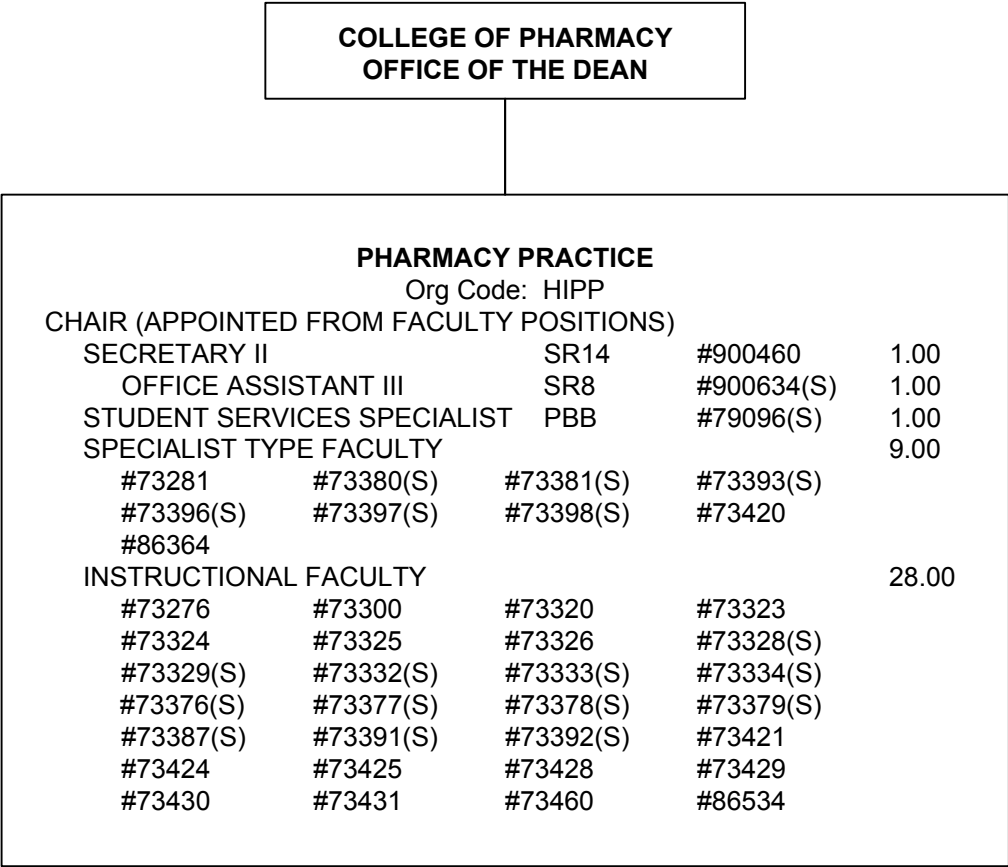 COLLEGE OF PHARMACY
OFFICE OF THE DEAN
PHARMACY PRACTICE
Org Code: HIPP
CHAIR (APPOINTED FROM FACULTY POSITIONS)
SECRETARY II SR14 #900460 1.00
OFFICE ASSISTANT III SR8 #900634(S) 1.00
STUDENT SERVICES SPECIALIST PBB #79096(S) 1.00
SPECIALIST TYPE FACULTY 9.00
#73281 #73380(S) #73381(S) #73393(S)
#73396(S) #73397(S) #73398(S) #73420
#86364
INSTRUCTIONAL FACULTY 28.00
#73276 #73300 #73320 #73323
#73324 #73325 #73326 #73328(S)
#73329(S) #73332(S) #73333(S) #73334(S)
#73376(S) #73377(S) #73378(S) #73379(S)
#73387(S) #73391(S) #73392(S) #73421
#73424 #73425 #73428 #73429
#73430 #73431 #73460 #86534